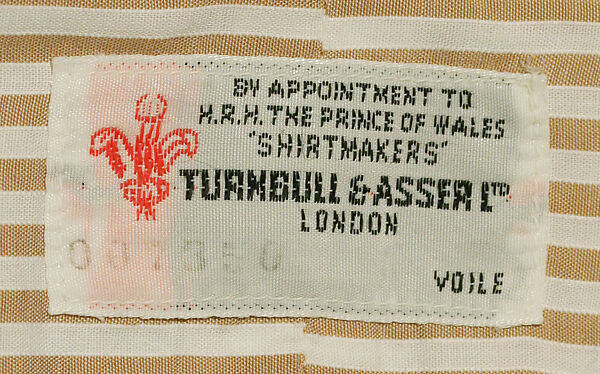 BY APPOINTMENT TO
H.R.H. THE PRINCE OF WALES
'SHIRTMAKERS'
TURNBULL & ASSER LTD
LONDON
VOILE